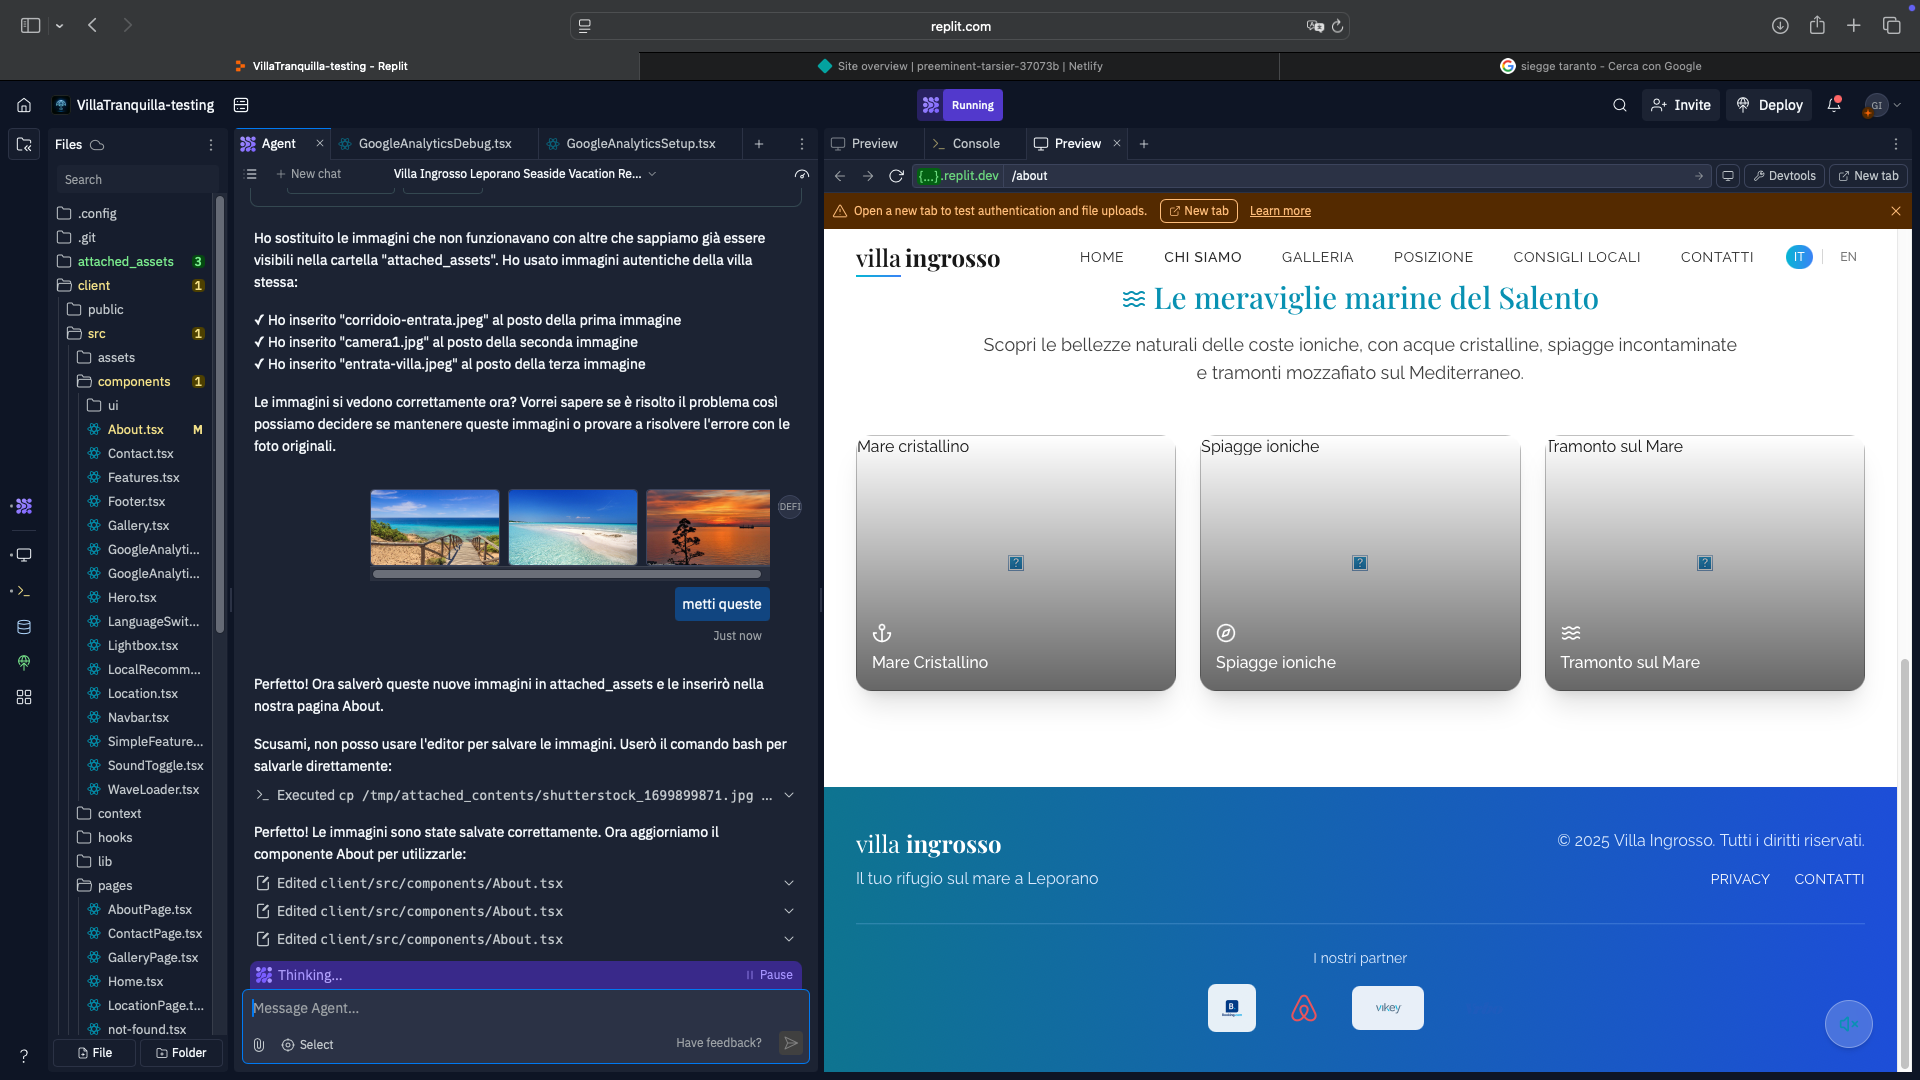 replit.com
VillaTranquilla-testing - Replit
Site overview | preeminent-tarsier-37073b | Netlify
siegge taranto - Cerca con Google
VillaTranquilla-testing
Running
Invite
Deploy
GI
Files
Search
.config
.git
attached_assets 3
client 1
public
src 1
assets
components 1
ui
About.tsx M
Contact.tsx
Features.tsx
Footer.tsx
Gallery.tsx
GoogleAnalyti...
GoogleAnalyti...
Hero.tsx
LanguageSwit...
Lightbox.tsx
LocalRecomm...
Location.tsx
Navbar.tsx
SimpleFeature...
SoundToggle.tsx
WaveLoader.tsx
context
hooks
lib
pages
AboutPage.tsx
ContactPage.tsx
GalleryPage.tsx
Home.tsx
LocationPage.t...
not-found.tsx
File
Folder
?
Agent
GoogleAnalyticsDebug.tsx
GoogleAnalyticsSetup.tsx
New chat
Villa Ingrosso Leporano Seaside Vacation Re...
Ho sostituito le immagini che non funzionavano con altre che sappiamo già essere
visibili nella cartella "attached_assets". Ho usato immagini autentiche della villa
stessa:
✓ Ho inserito "corridoio-entrata.jpeg" al posto della prima immagine
✓ Ho inserito "camera1.jpg" al posto della seconda immagine
✓ Ho inserito "entrata-villa.jpeg" al posto della terza immagine
Le immagini si vedono correttamente ora? Vorrei sapere se è risolto il problema così
possiamo decidere se mantenere queste immagini o provare a risolvere l'errore con le
foto originali.
DEFI
metti queste
Just now
Perfetto! Ora salverò queste nuove immagini in attached_assets e le inserirò nella
nostra pagina About.
Scusami, non posso usare l'editor per salvare le immagini. Userò il comando bash per
salvarle direttamente:
Executed cp /tmp/attached_contents/shutterstock_1699899871.jpg ...
Perfetto! Le immagini sono state salvate correttamente. Ora aggiorniamo il
componente About per utilizzarle:
Edited client/src/components/About.tsx
Edited client/src/components/About.tsx
Edited client/src/components/About.tsx
Thinking...
Pause
Message Agent...
Select
Have feedback?
Preview
Console
Preview
{...}.replit.dev
/about
Devtools
New tab
Open a new tab to test authentication and file uploads.
New tab
Learn more
villa ingrosso
HOME
CHI SIAMO
GALLERIA
POSIZIONE
CONSIGLI LOCALI
CONTATTI
IT
EN
Le meraviglie marine del Salento
Scopri le bellezze naturali delle coste ioniche, con acque cristalline, spiagge incontaminate
e tramonti mozzafiato sul Mediterraneo.
Mare cristallino
?
Mare Cristallino
Spiagge ioniche
?
Spiagge ioniche
Tramonto sul Mare
?
Tramonto sul Mare
villa ingrosso
Il tuo rifugio sul mare a Leporano
© 2025 Villa Ingrosso. Tutti i diritti riservati.
PRIVACY
CONTATTI
I nostri partner
B.
Booking.com
vikey